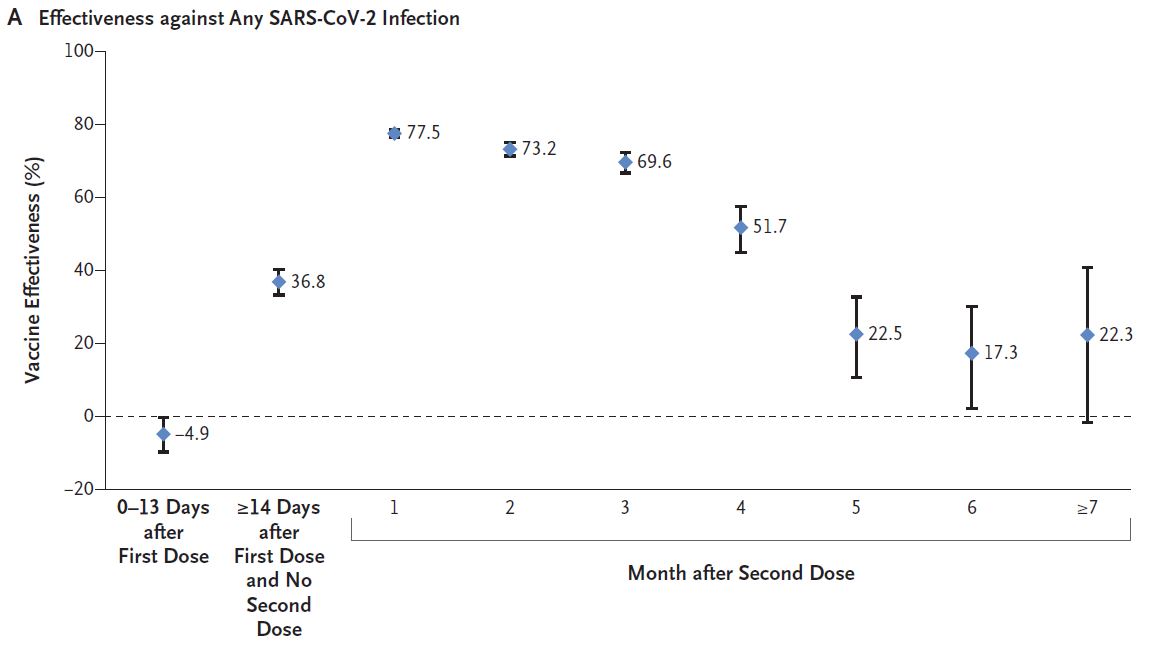 A Effectiveness against Any SARS-CoV-2 Infection
100
80
60
40
20
0
–20
Vaccine Effectiveness (%)
–4.9
36.8
77.5
73.2
69.6
51.7
22.5
17.3
22.3
0–13 Days
after
First Dose
≥14 Days
after
First Dose
and No
Second
Dose
1 2 3 4 5 6 ≥7
Month after Second Dose